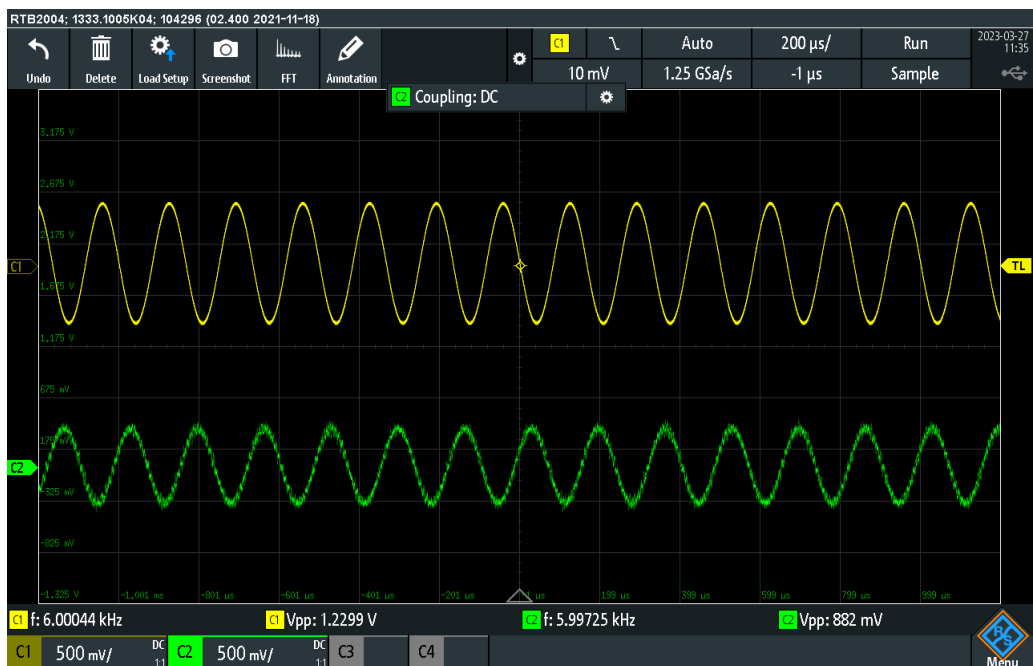 RTB2004; 1333.1005K04; 104296 (02.400 2021-11-18)
Undo Delete Load Setup Screenshot FFT Annotation
C1 Auto 200 µs/ Run
10 mV 1.25 GSa/s -1 µs Sample
2023-03-27
11:35
C2 Coupling: DC
3.175 V
2.675 V
2.175 V
C1
TL
1.675 V
1.175 V
675 mV
175 mV
C2
-325 mV
-825 mV
-1.325 V -1.001 ms -801 µs -601 µs -401 µs -201 µs -1 µs 199 µs 399 µs 599 µs 799 µs 999 µs
C1 f: 6.00044 kHz C1 Vpp: 1.2299 V C2 f: 5.99725 kHz C2 Vpp: 882 mV
C1 500 mV/ DC 1:1 C2 500 mV/ DC 1:1 C3 C4
R&S
Menu